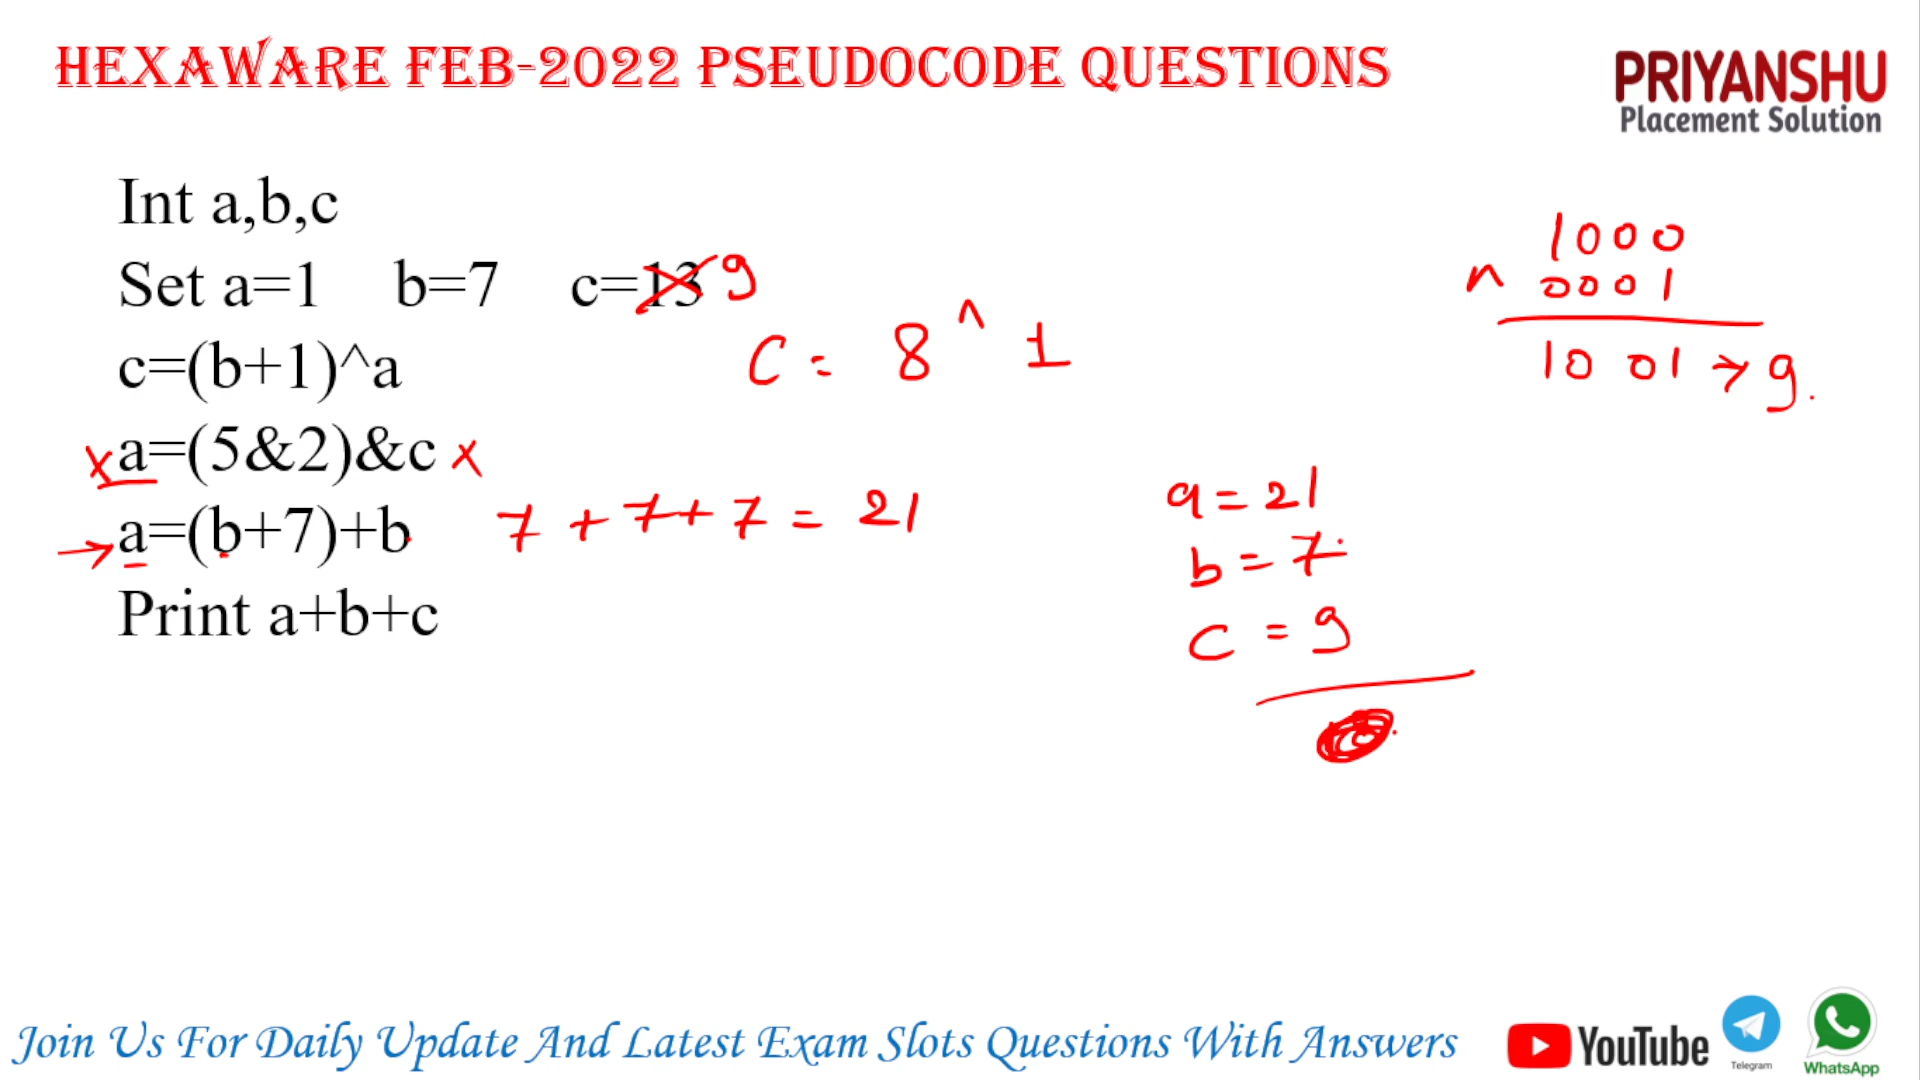 HEXAWARE FEB-2022 PSEUDOCODE QUESTIONS
PRIYANSHU
Placement Solution
Int a,b,c
Set a=1 b=7 c=13 9
c=(b+1)^a
C = 8 ^ 1
1000
^ 0001
1001 → 9.
x a=(5&2)&c x
→ a=(b+7)+b
7 + 7 + 7 = 21
Print a+b+c
a = 21
b = 7
c = 9
Join Us For Daily Update And Latest Exam Slots Questions With Answers
YouTube
Telegram
WhatsApp